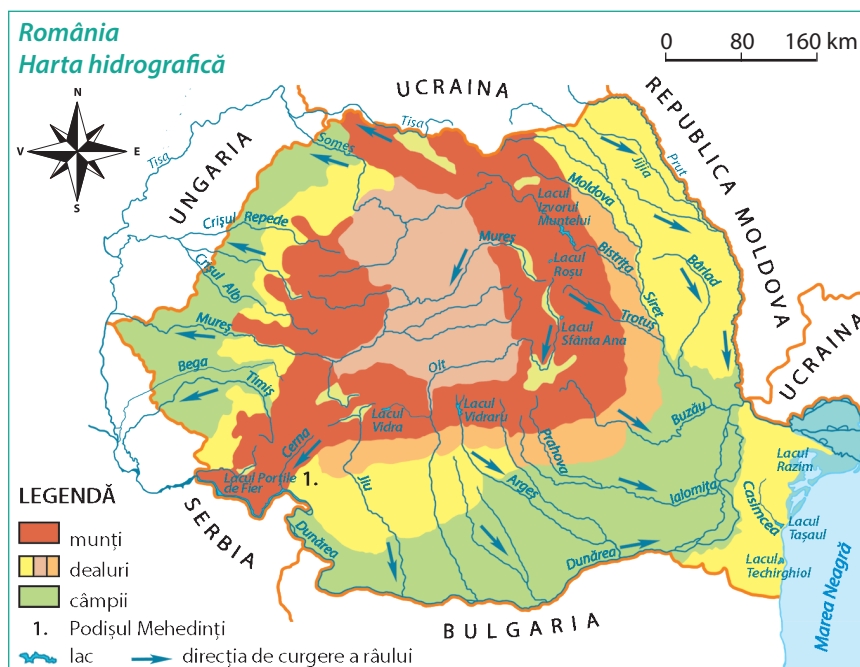 România
Harta hidrografică
0 80 160 km
N
V E
S
UCRAINA
REPUBLICA MOLDOVA
UNGARIA
Tisa
Tisa
Someș
Prut
Jijia
Moldova
Lacul
Izvorul
Muntelui
Crișul Repede
Mureș
Bistrița
Bârlad
Lacul
Roșu
Crișul Alb
Siret
Trotuș
Mureș
Lacul
Sfânta Ana
UCRAINA
Bega
Olt
Timiș
Lacul
Vidra
Lacul
Vidraru
Buzău
Cerna
Prahova
Lacul
Razim
Lacul Porțile
de Fier
1.
Jiu
Argeș
Ialomița
Casimcea
Lacul
Tașaul
SERBIA
Dunărea
Dunărea
Lacul
Techirghiol
Marea Neagră
BULGARIA
LEGENDĂ
munți
dealuri
câmpii
1. Podișul Mehedinți
lac direcția de curgere a râului